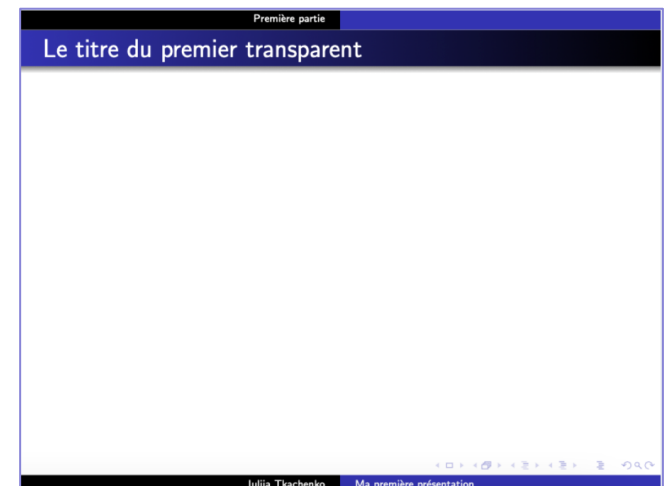 Première partie
Le titre du premier transparent
Iuliia Tkachenko Ma première présentation